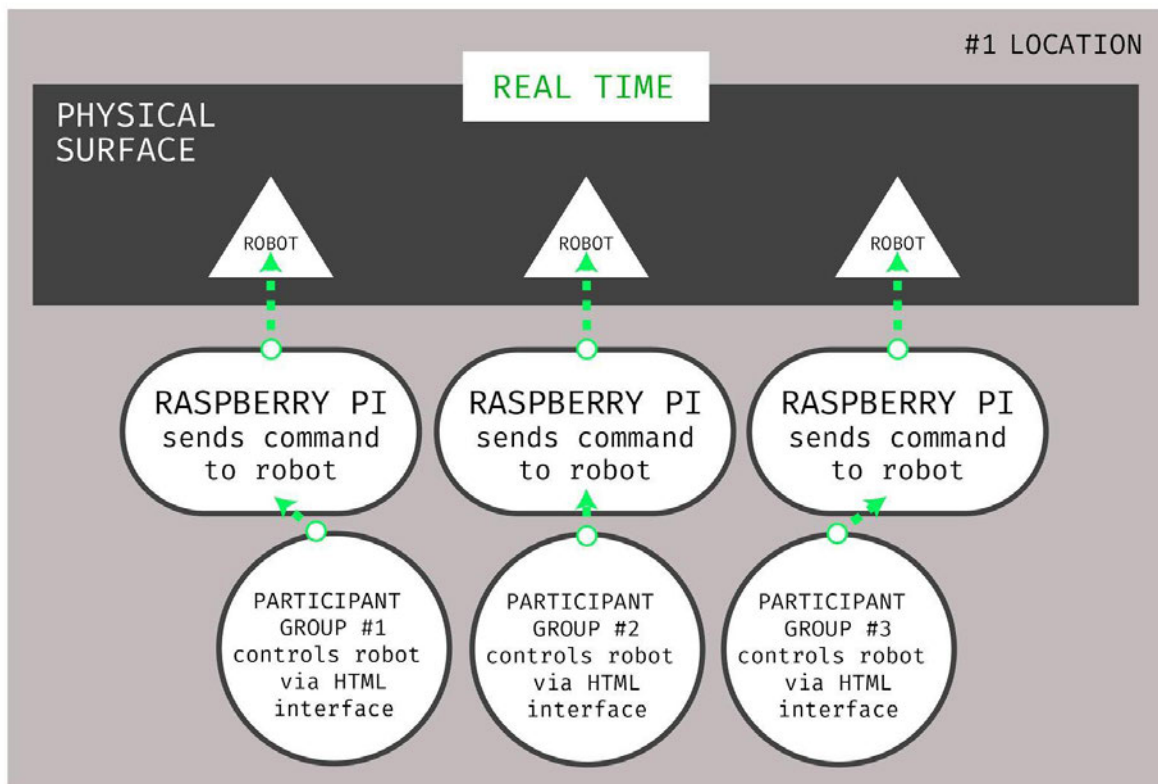 #1 LOCATION
REAL TIME
PHYSICAL
SURFACE
ROBOT
ROBOT
ROBOT
RASPBERRY PI
sends command
to robot
RASPBERRY PI
sends command
to robot
RASPBERRY PI
sends command
to robot
PARTICIPANT
GROUP #1
controls robot
via HTML
interface
PARTICIPANT
GROUP #2
controls robot
via HTML
interface
PARTICIPANT
GROUP #3
controls robot
via HTML
interface